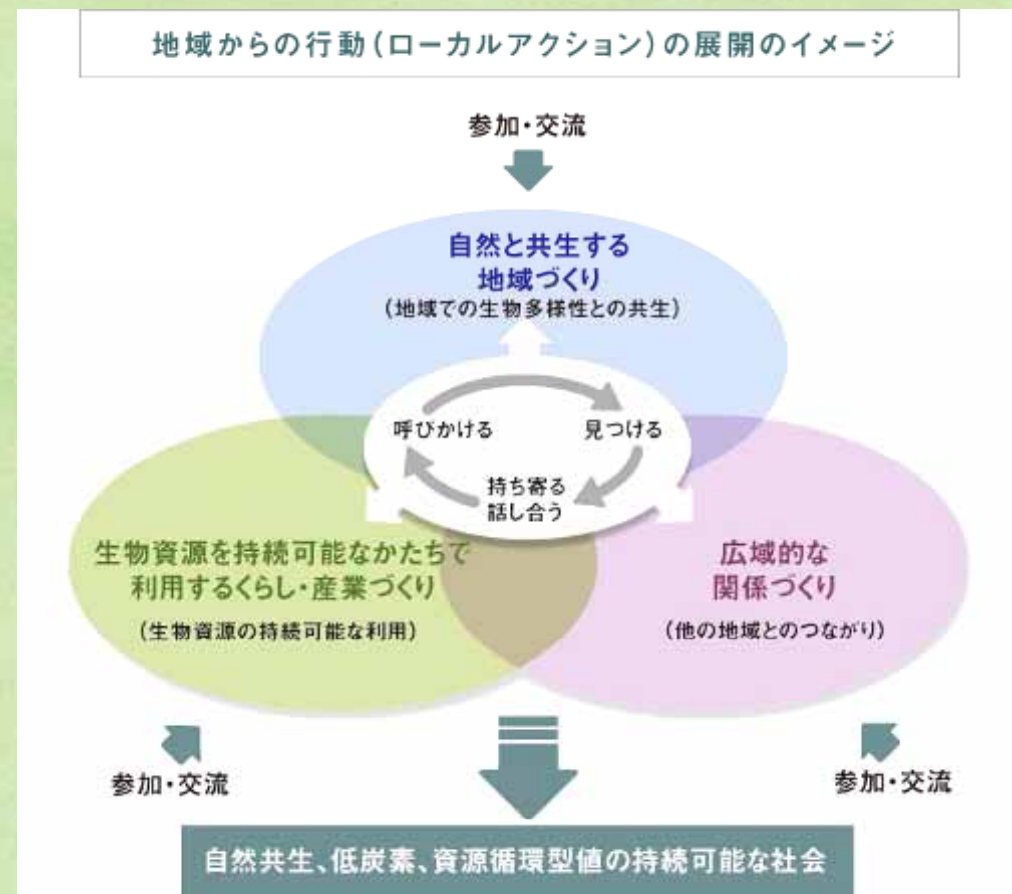 地域からの行動(ローカルアクション)の展開のイメージ
参加・交流
自然と共生する
地域づくり
(地域での生物多様性との共生)
呼びかける
見つける
持ち寄る
話し合う
生物資源を持続可能なかたちで
利用するくらし・産業づくり
(生物資源の持続可能な利用)
広域的な
関係づくり
(他の地域とのつながり)
参加・交流
参加・交流
自然共生、低炭素、資源循環型値の持続可能な社会